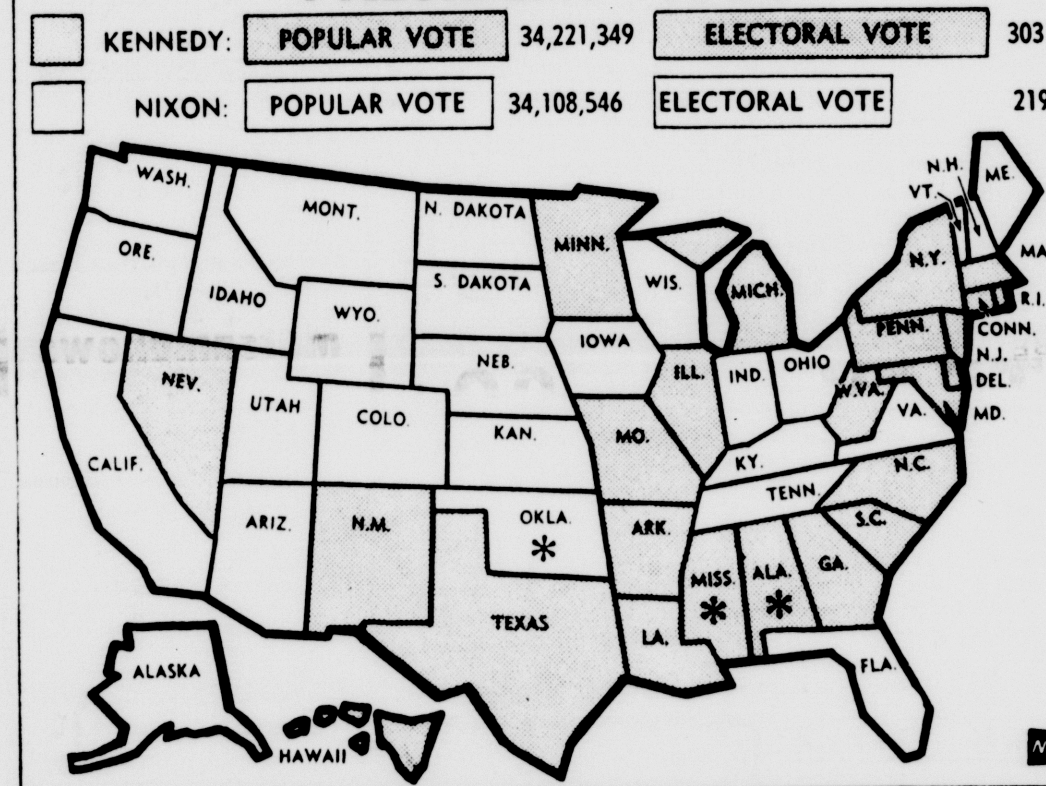 KENNEDY: POPULAR VOTE 34,221,349 ELECTORAL VOTE 303
NIXON: POPULAR VOTE 34,108,546 ELECTORAL VOTE 219
WASH.
MONT.
N. DAKOTA
MINN.
N.H.
VT.
ME.
ORE.
IDAHO
WYO.
S. DAKOTA
WIS.
MICH.
N.Y.
MA
R.I.
CONN.
N.J.
DEL.
MD.
NEV.
UTAH
COLO.
NEB.
IOWA
ILL.
IND.
OHIO
PENN.
W.VA.
VA.
CALIF.
KAN.
MO.
KY.
N.C.
ARIZ.
N.M.
OKLA.
*
ARK.
TENN.
S.C.
MISS.
*
ALA.
*
GA.
TEXAS
LA.
FLA.
ALASKA
HAWAII
N